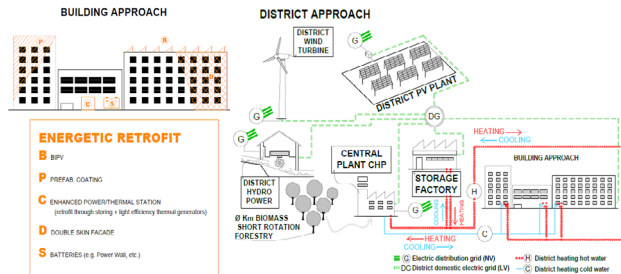 BUILDING APPROACH
P
B
D
C
S
ENERGETIC RETROFIT
B BIPV
P PREFAB. COATING
C ENHANCED POWER/THERMAL STATION
(retrofit through storing + light efficiency thermal generators)
D DOUBLE SKIN FACADE
S BATTERIES (e.g. Power Wall, etc.)
DISTRICT APPROACH
DISTRICT
WIND
TURBINE
G
DISTRICT PV PLANT
G
DG
G
DISTRICT
HYDRO
POWER
CENTRAL
PLANT CHP
Ø Km BIOMASS
SHORT ROTATION
FORESTRY
G
STORAGE
FACTORY
COOLING
HEATING
HEATING
COOLING
H
BUILDING APPROACH
C
HEATING
COOLING
G Electric distribution grid (NV)
DC District domestic electric grid (LV)
H District heating hot water
C District heating cold water